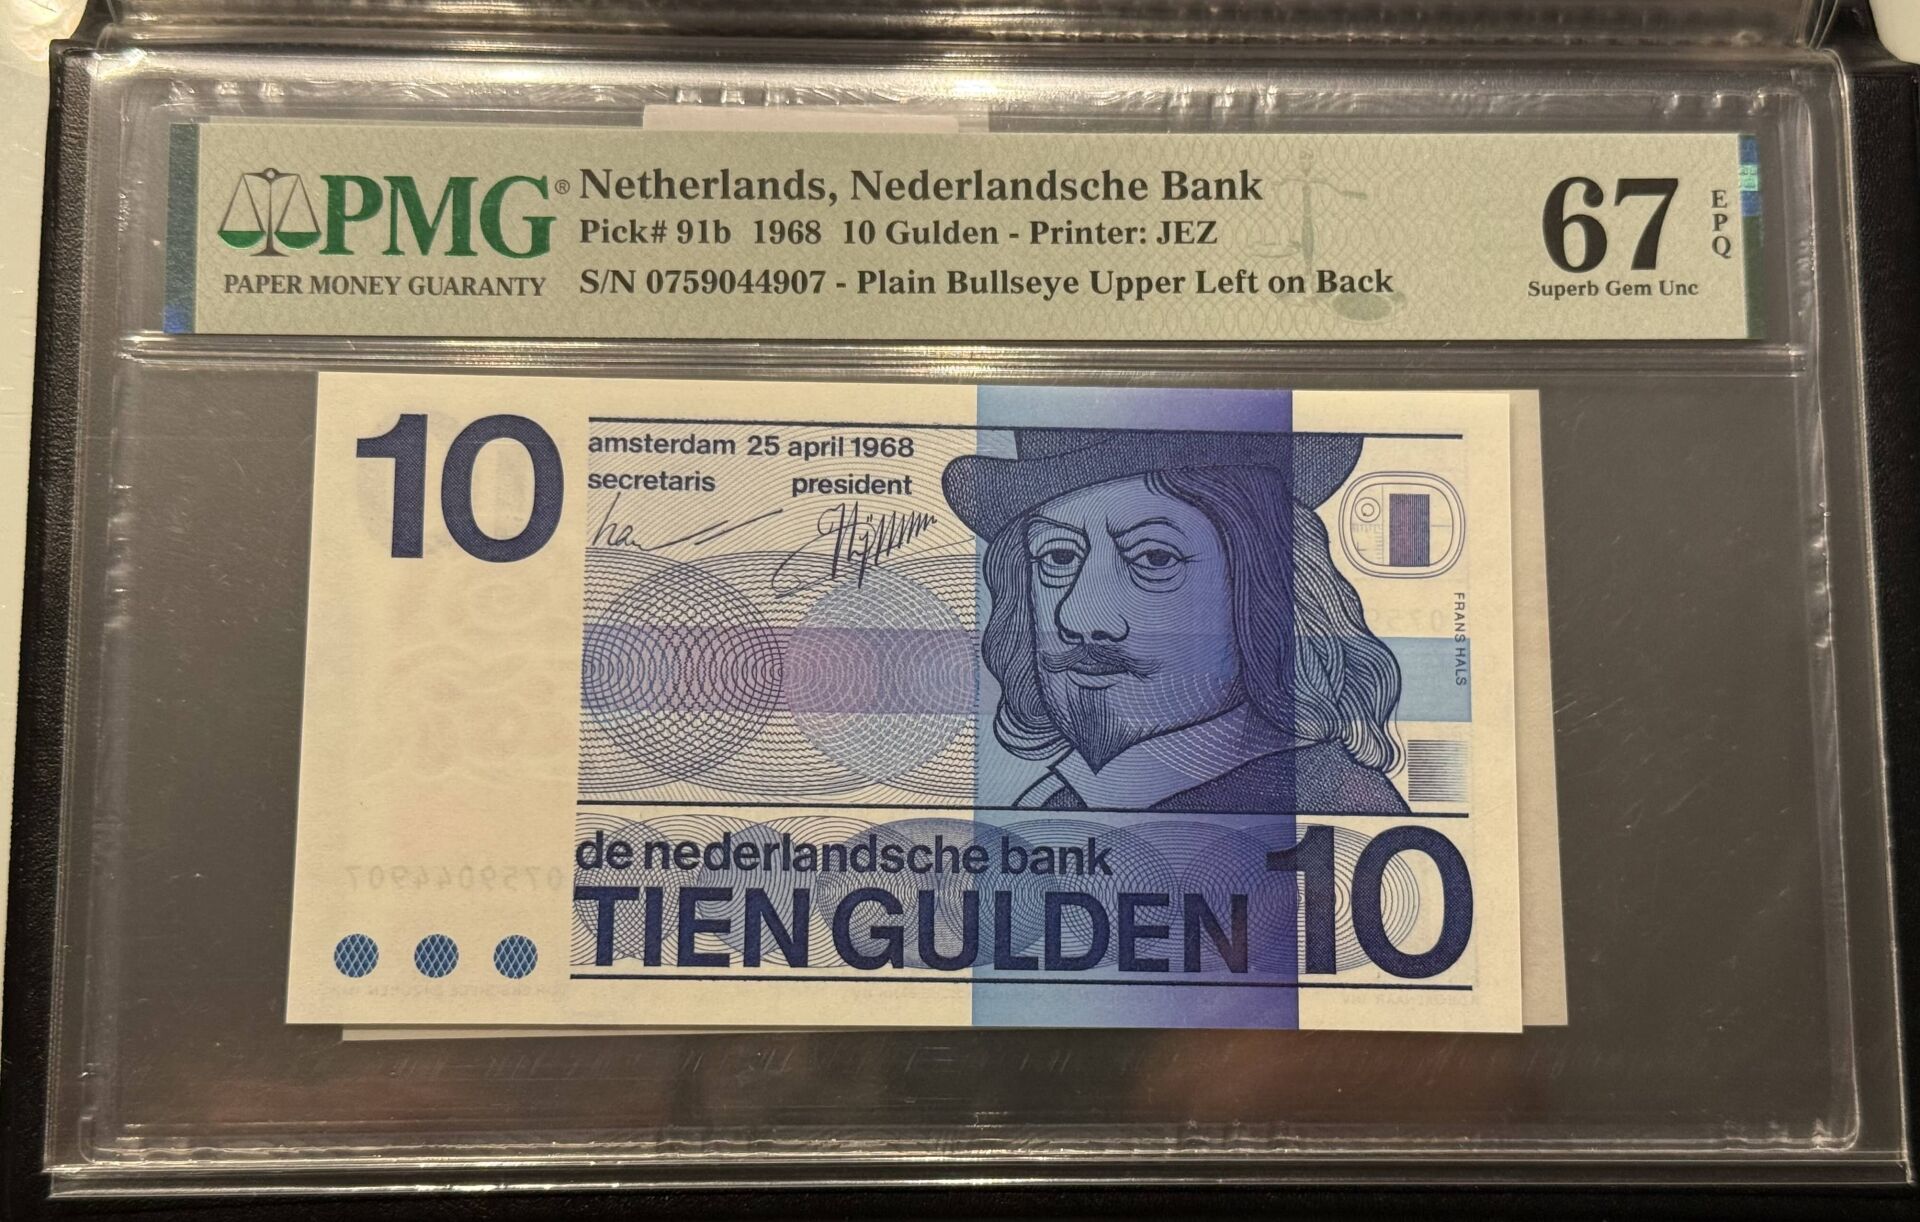 PMG®
PAPER MONEY GUARANTY
Netherlands, Nederlandsche Bank
Pick# 91b 1968 10 Gulden - Printer: JEZ
S/N 0759044907 - Plain Bullseye Upper Left on Back
67
EPQ
Superb Gem Unc
10
amsterdam 25 april 1968
secretaris president
FRANS HALS
de nederlandsche bank
TIEN GULDEN
10
0759044907